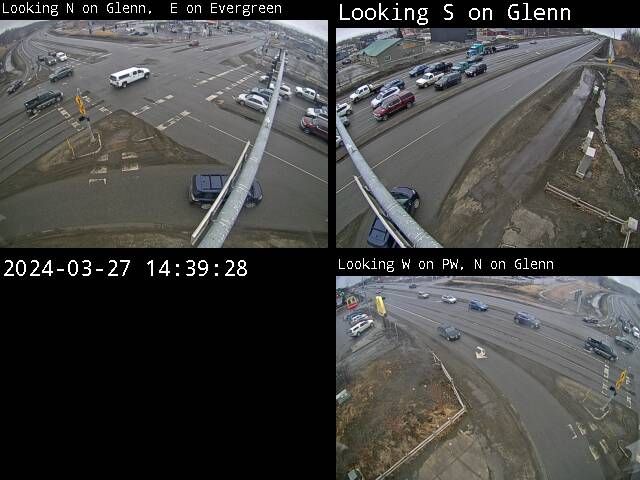 Looking N on Glenn, E on Evergreen
Looking S on Glenn
2024-03-27 14:39:28
Looking W on PW, N on Glenn